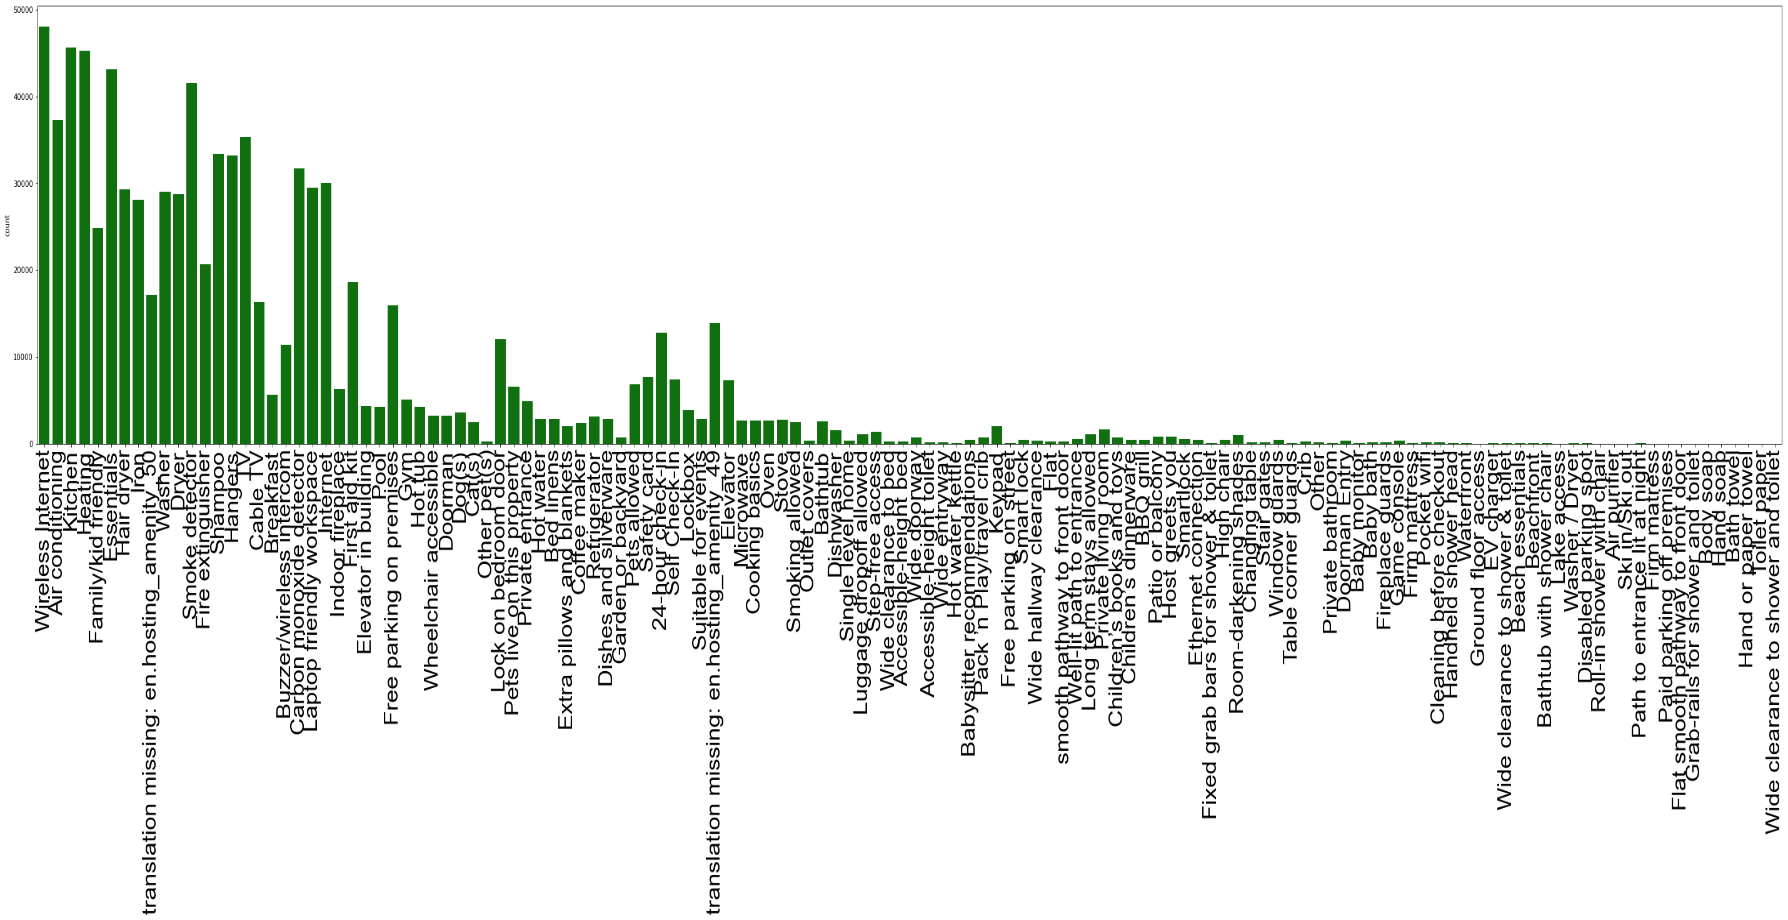 50000
40000
30000
20000
10000
0
count
Wireless Internet
Air conditioning
Kitchen
Heating
Family/kid friendly
Essentials
Hair dryer
Iron
translation missing: en.hosting_amenity_50
Washer
Dryer
Smoke detector
Fire extinguisher
Shampoo
Hangers
TV
Cable TV
Breakfast
Buzzer/wireless intercom
Carbon monoxide detector
Laptop friendly workspace
Internet
Indoor fireplace
First aid kit
Elevator in building
Pool
Free parking on premises
Gym
Hot tub
Wheelchair accessible
Doorman
Dog(s)
Cat(s)
Other pet(s)
Lock on bedroom door
Pets live on this property
Private entrance
Hot water
Bed linens
Extra pillows and blankets
Coffee maker
Refrigerator
Dishes and silverware
Garden or backyard
Pets allowed
Safety card
24-hour check-in
Self Check-In
Lockbox
Suitable for events
translation missing: en.hosting_amenity_49
Elevator
Microwave
Cooking basics
Oven
Stove
Smoking allowed
Outlet covers
Bathtub
Dishwasher
Single level home
Luggage dropoff allowed
Step-free access
Wide clearance to bed
Accessible-height bed
Wide doorway
Accessible-height toilet
Wide entryway
Hot water kettle
Babysitter recommendations
Pack 'n Play/travel crib
Keypad
Free parking on street
Smart lock
Wide hallway clearance
Flat
smooth pathway to front door
Well-lit path to entrance
Long term stays allowed
Private living room
Children's books and toys
Children's dinnerware
BBQ grill
Patio or balcony
Host greets you
Smartlock
Ethernet connection
Fixed grab bars for shower & toilet
High chair
Room-darkening shades
Changing table
Stair gates
Window guards
Table corner guards
Crib
Other
Private bathroom
Doorman Entry
Baby monitor
Baby bath
Fireplace guards
Game console
Firm mattress
Pocket wifi
Cleaning before checkout
Handheld shower head
Waterfront
Ground floor access
EV charger
Wide clearance to shower & toilet
Beach essentials
Beachfront
Bathtub with shower chair
Lake access
Washer / Dryer
Disabled parking spot
Roll-in shower with chair
Air purifier
Ski in/Ski out
Path to entrance lit at night
Firm matress
Paid parking off premises
Flat smooth pathway to front door
Grab-rails for shower and toilet
Body soap
Hand soap
Bath towel
Hand or paper towel
Toilet paper
Wide clearance to shower and toilet